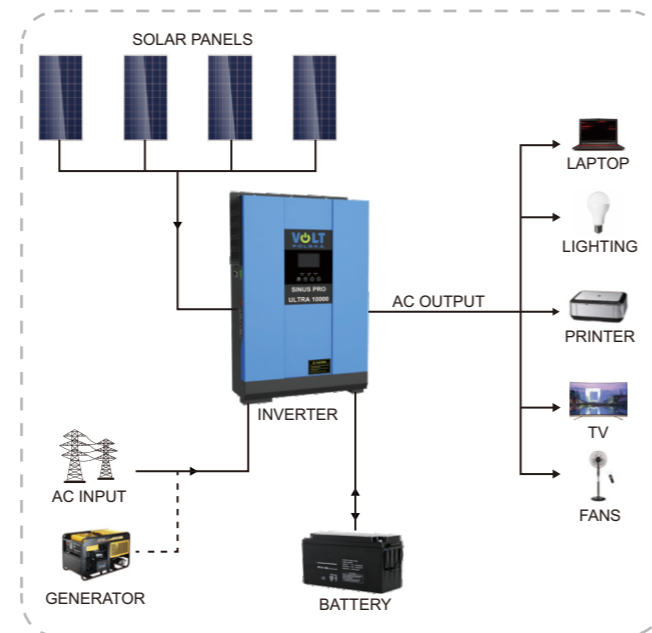 SOLAR PANELS
VOLT
POLSKA
SINUS PRO
ULTRA 10000
AC OUTPUT
INVERTER
LAPTOP
LIGHTING
PRINTER
TV
FANS
AC INPUT
GENERATOR
BATTERY